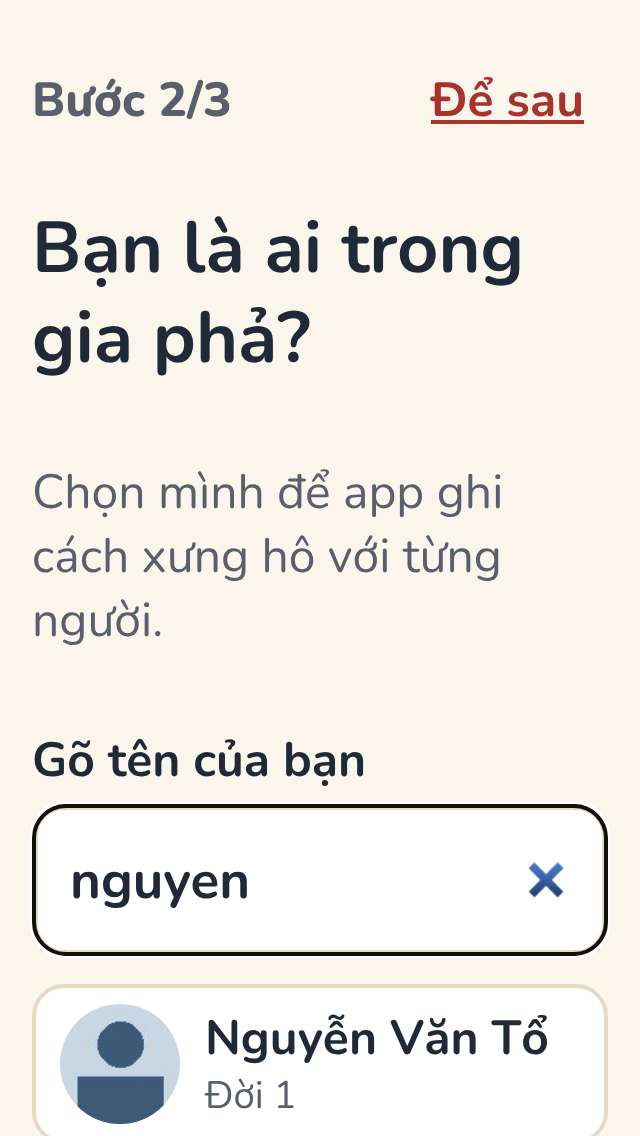 Bước 2/3
Để sau
Bạn là ai trong
gia phả?
Chọn mình để app ghi
cách xưng hô với từng
người.
Gõ tên của bạn
nguyen
Nguyễn Văn Tổ
Đời 1